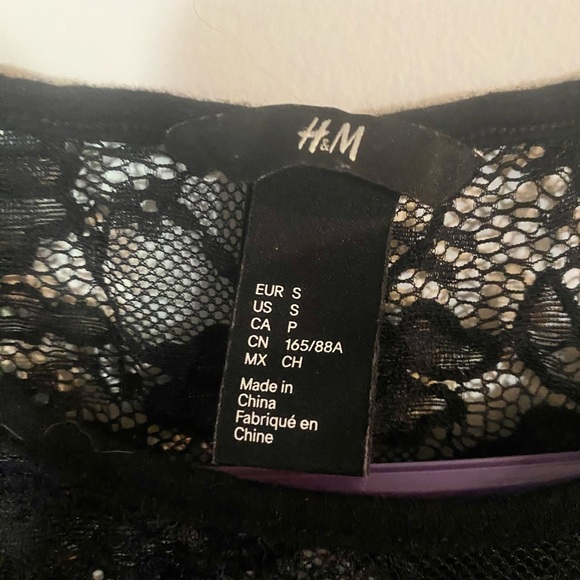 H&M
EUR S
US S
CA P
CN 165/88A
MX CH
Made in
China
Fabriqué en
Chine